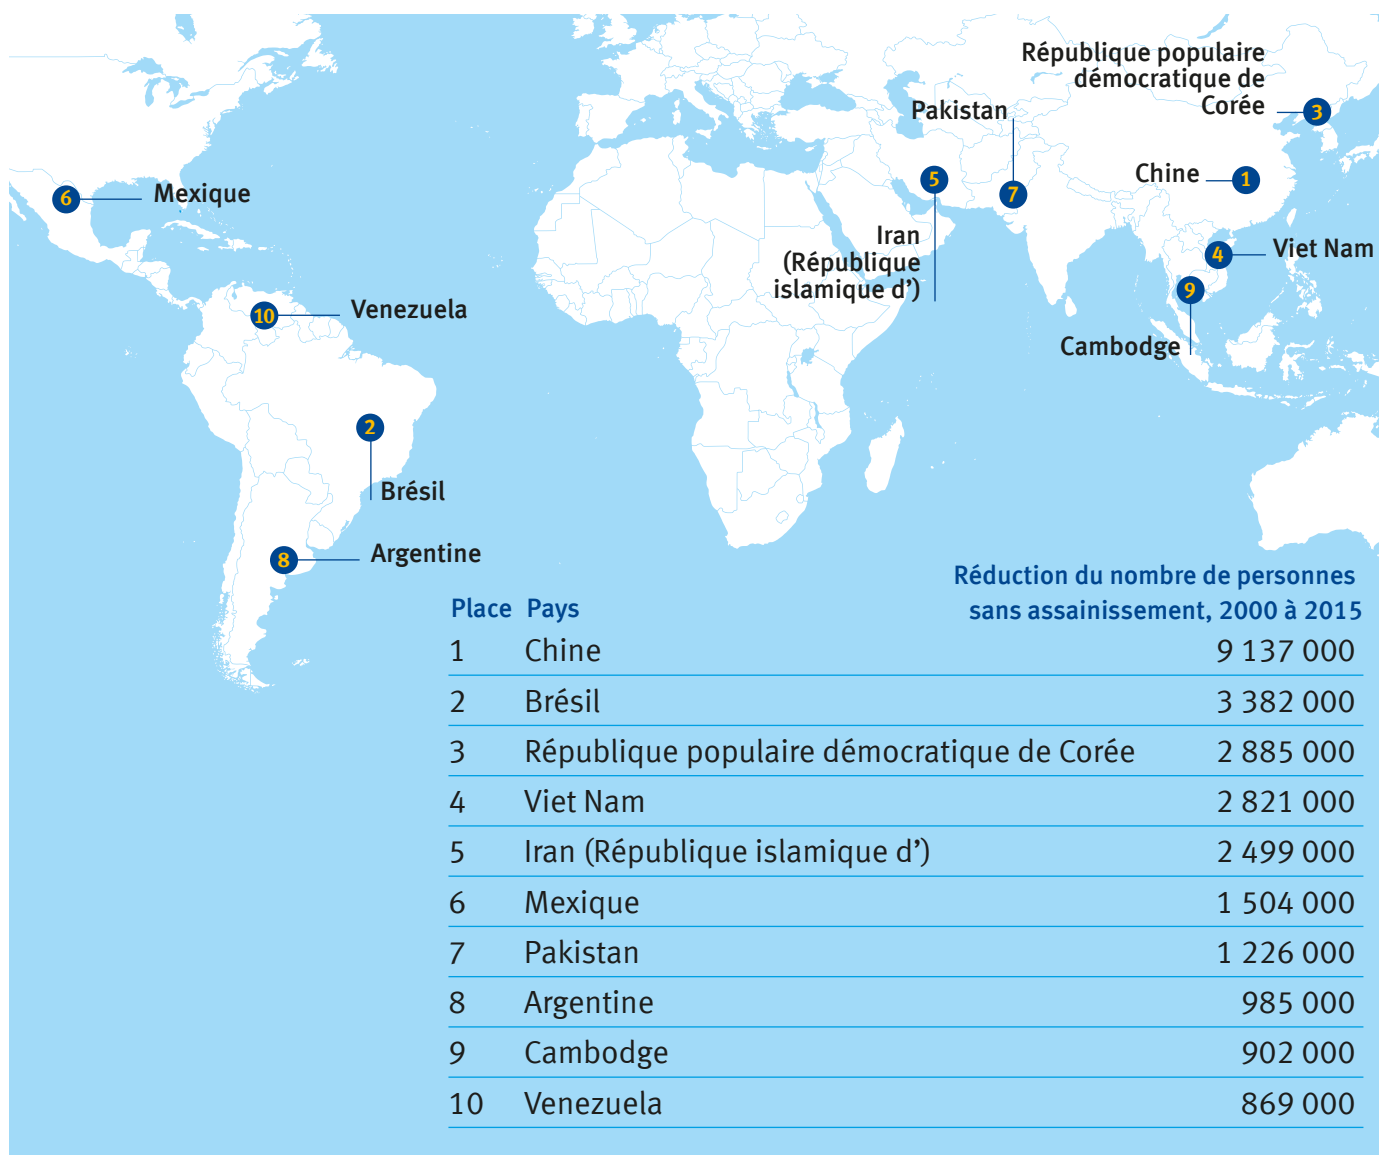 République populaire
démocratique de
Corée
3
Pakistan
Chine
1
5
7
6
Mexique
Iran
(République
islamique d’)
4
Viet Nam
9
10
Venezuela
Cambodge
2
Brésil
8
Argentine
Réduction du nombre de personnes
Place Pays sans assainissement, 2000 à 2015
1 Chine 9 137 000
2 Brésil 3 382 000
3 République populaire démocratique de Corée 2 885 000
4 Viet Nam 2 821 000
5 Iran (République islamique d’) 2 499 000
6 Mexique 1 504 000
7 Pakistan 1 226 000
8 Argentine 985 000
9 Cambodge 902 000
10 Venezuela 869 000